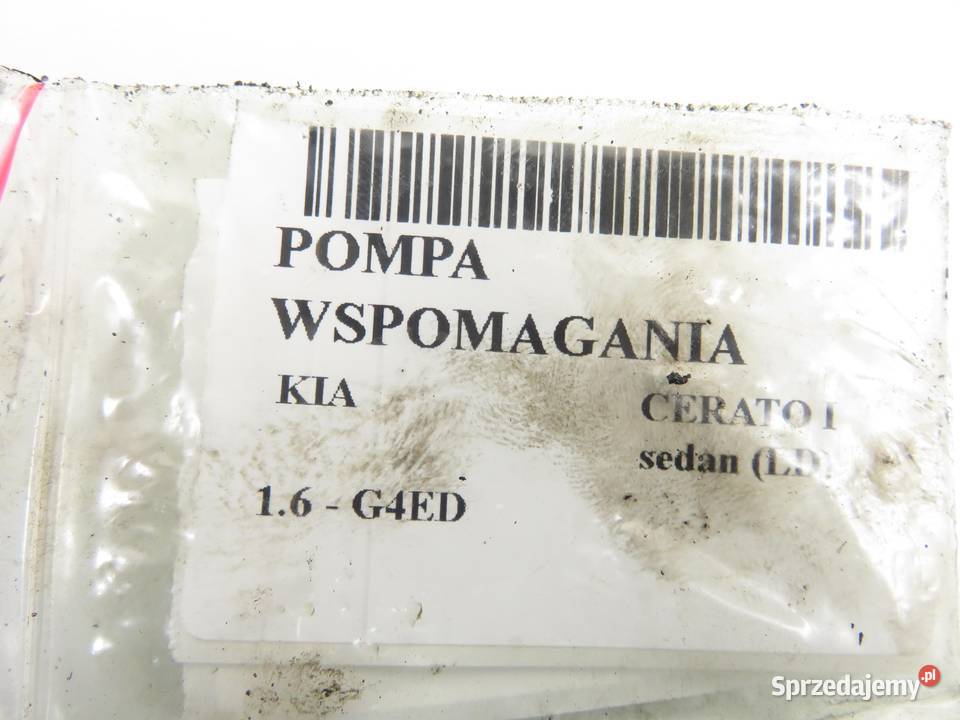 POMPA
WSPOMAGANIA
KIA
CERATO I
sedan (LD)
1.6 - G4ED
Sprzedajemy.pl